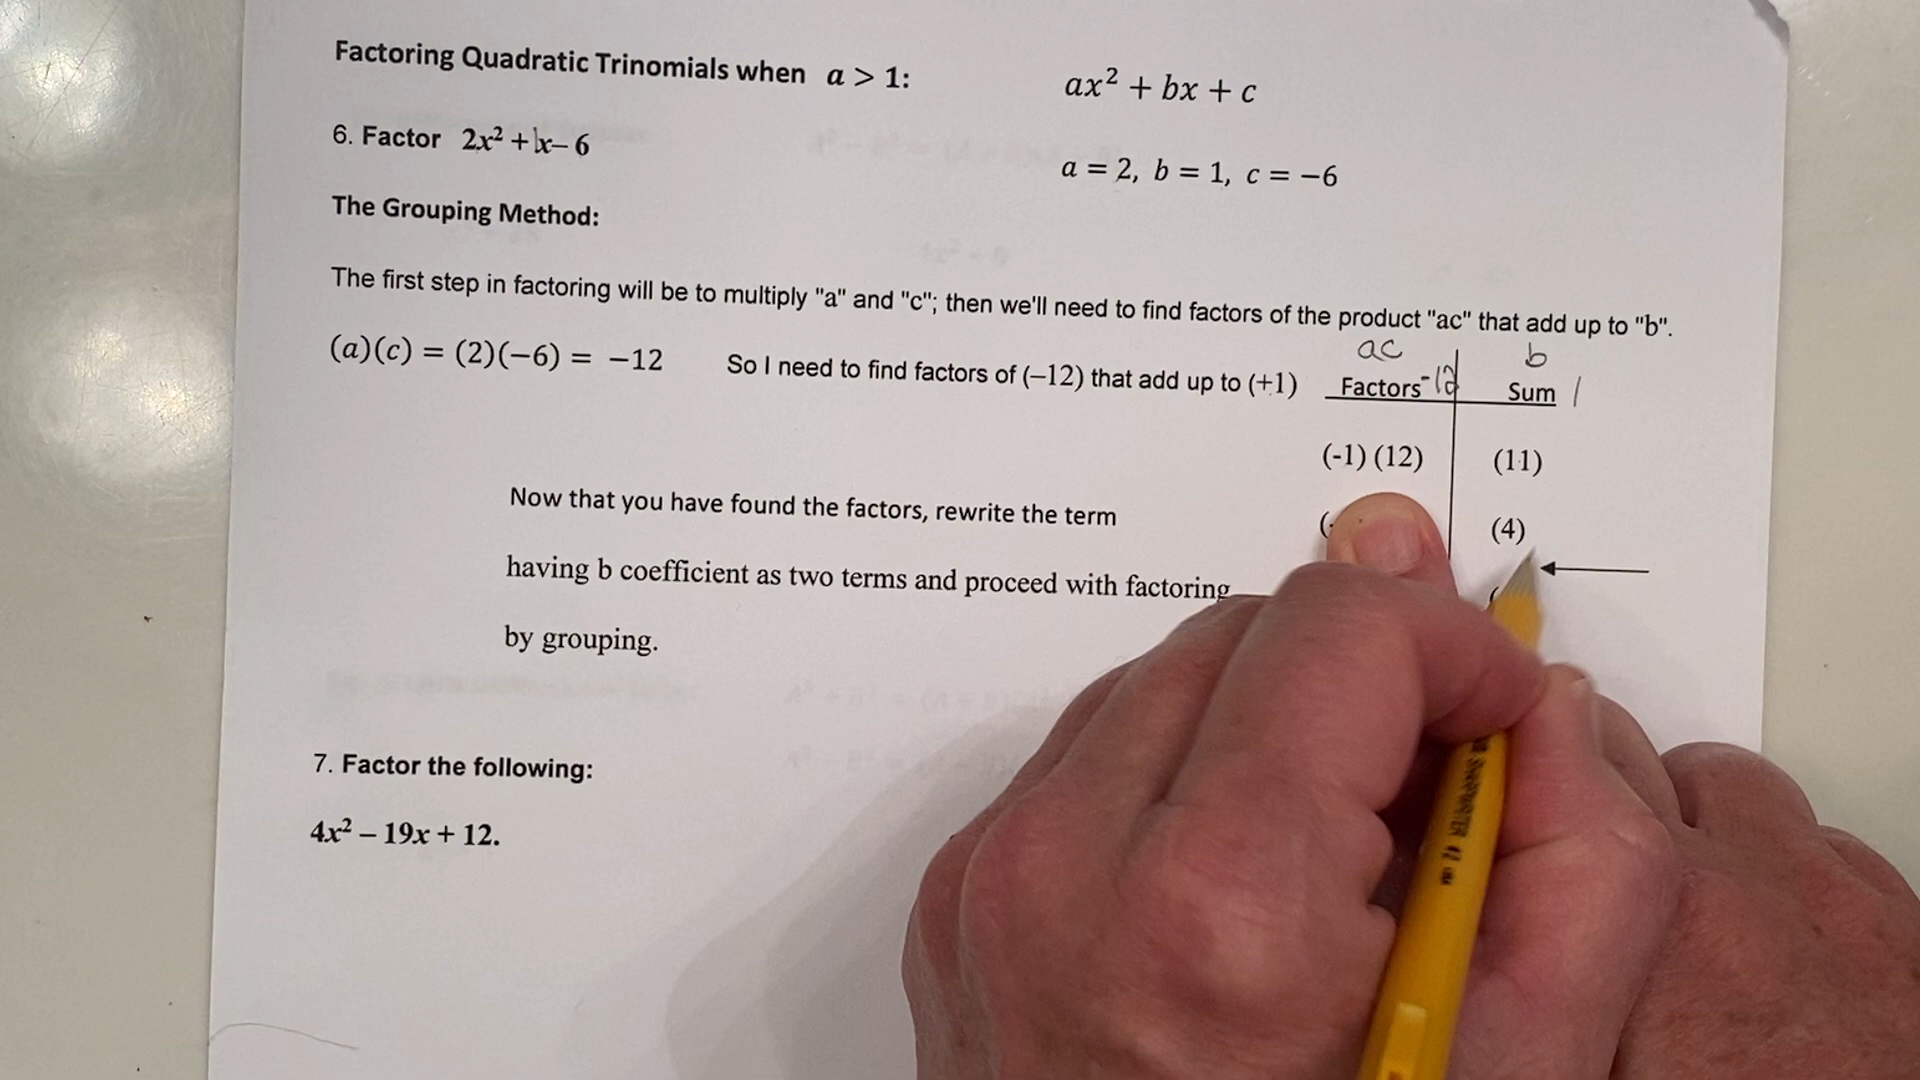 Factoring Quadratic Trinomials when a > 1:
ax² + bx + c
6. Factor 2x² + 1x – 6
a = 2, b = 1, c = −6
The Grouping Method:
The first step in factoring will be to multiply "a" and "c"; then we'll need to find factors of the product "ac" that add up to "b".
ac b
(a)(c) = (2)(−6) = −12 So I need to find factors of (–12) that add up to (+1) Factors -12 Sum 1
(-1) (12) (11)
Now that you have found the factors, rewrite the term
(4)
having b coefficient as two terms and proceed with factoring
by grouping.
7. Factor the following:
4x² – 19x + 12.